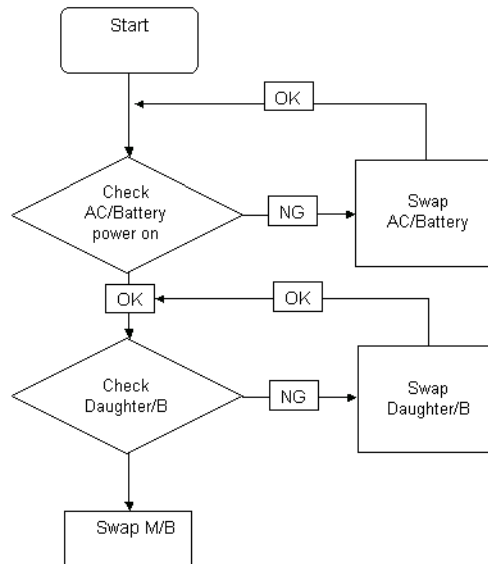 Start
OK
Check
AC/Battery
power on
NG
Swap
AC/Battery
OK
OK
Check
Daughter/B
NG
Swap
Daughter/B
Swap M/B